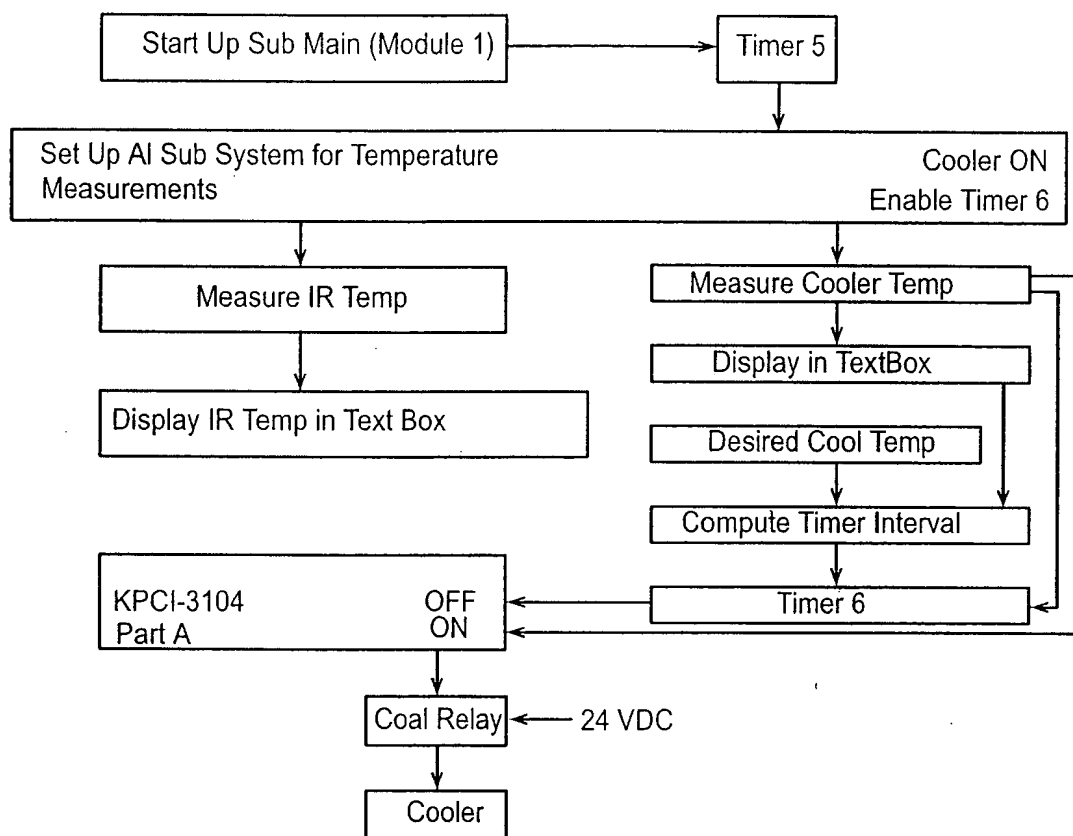 Start Up Sub Main (Module 1)
Timer 5
Set Up AI Sub System for Temperature
Measurements
Cooler ON
Enable Timer 6
Measure IR Temp
Measure Cooler Temp
Display in TextBox
Display IR Temp in Text Box
Desired Cool Temp
Compute Timer Interval
KPCI-3104
Part A
OFF
ON
Timer 6
Coal Relay
24 VDC
Cooler